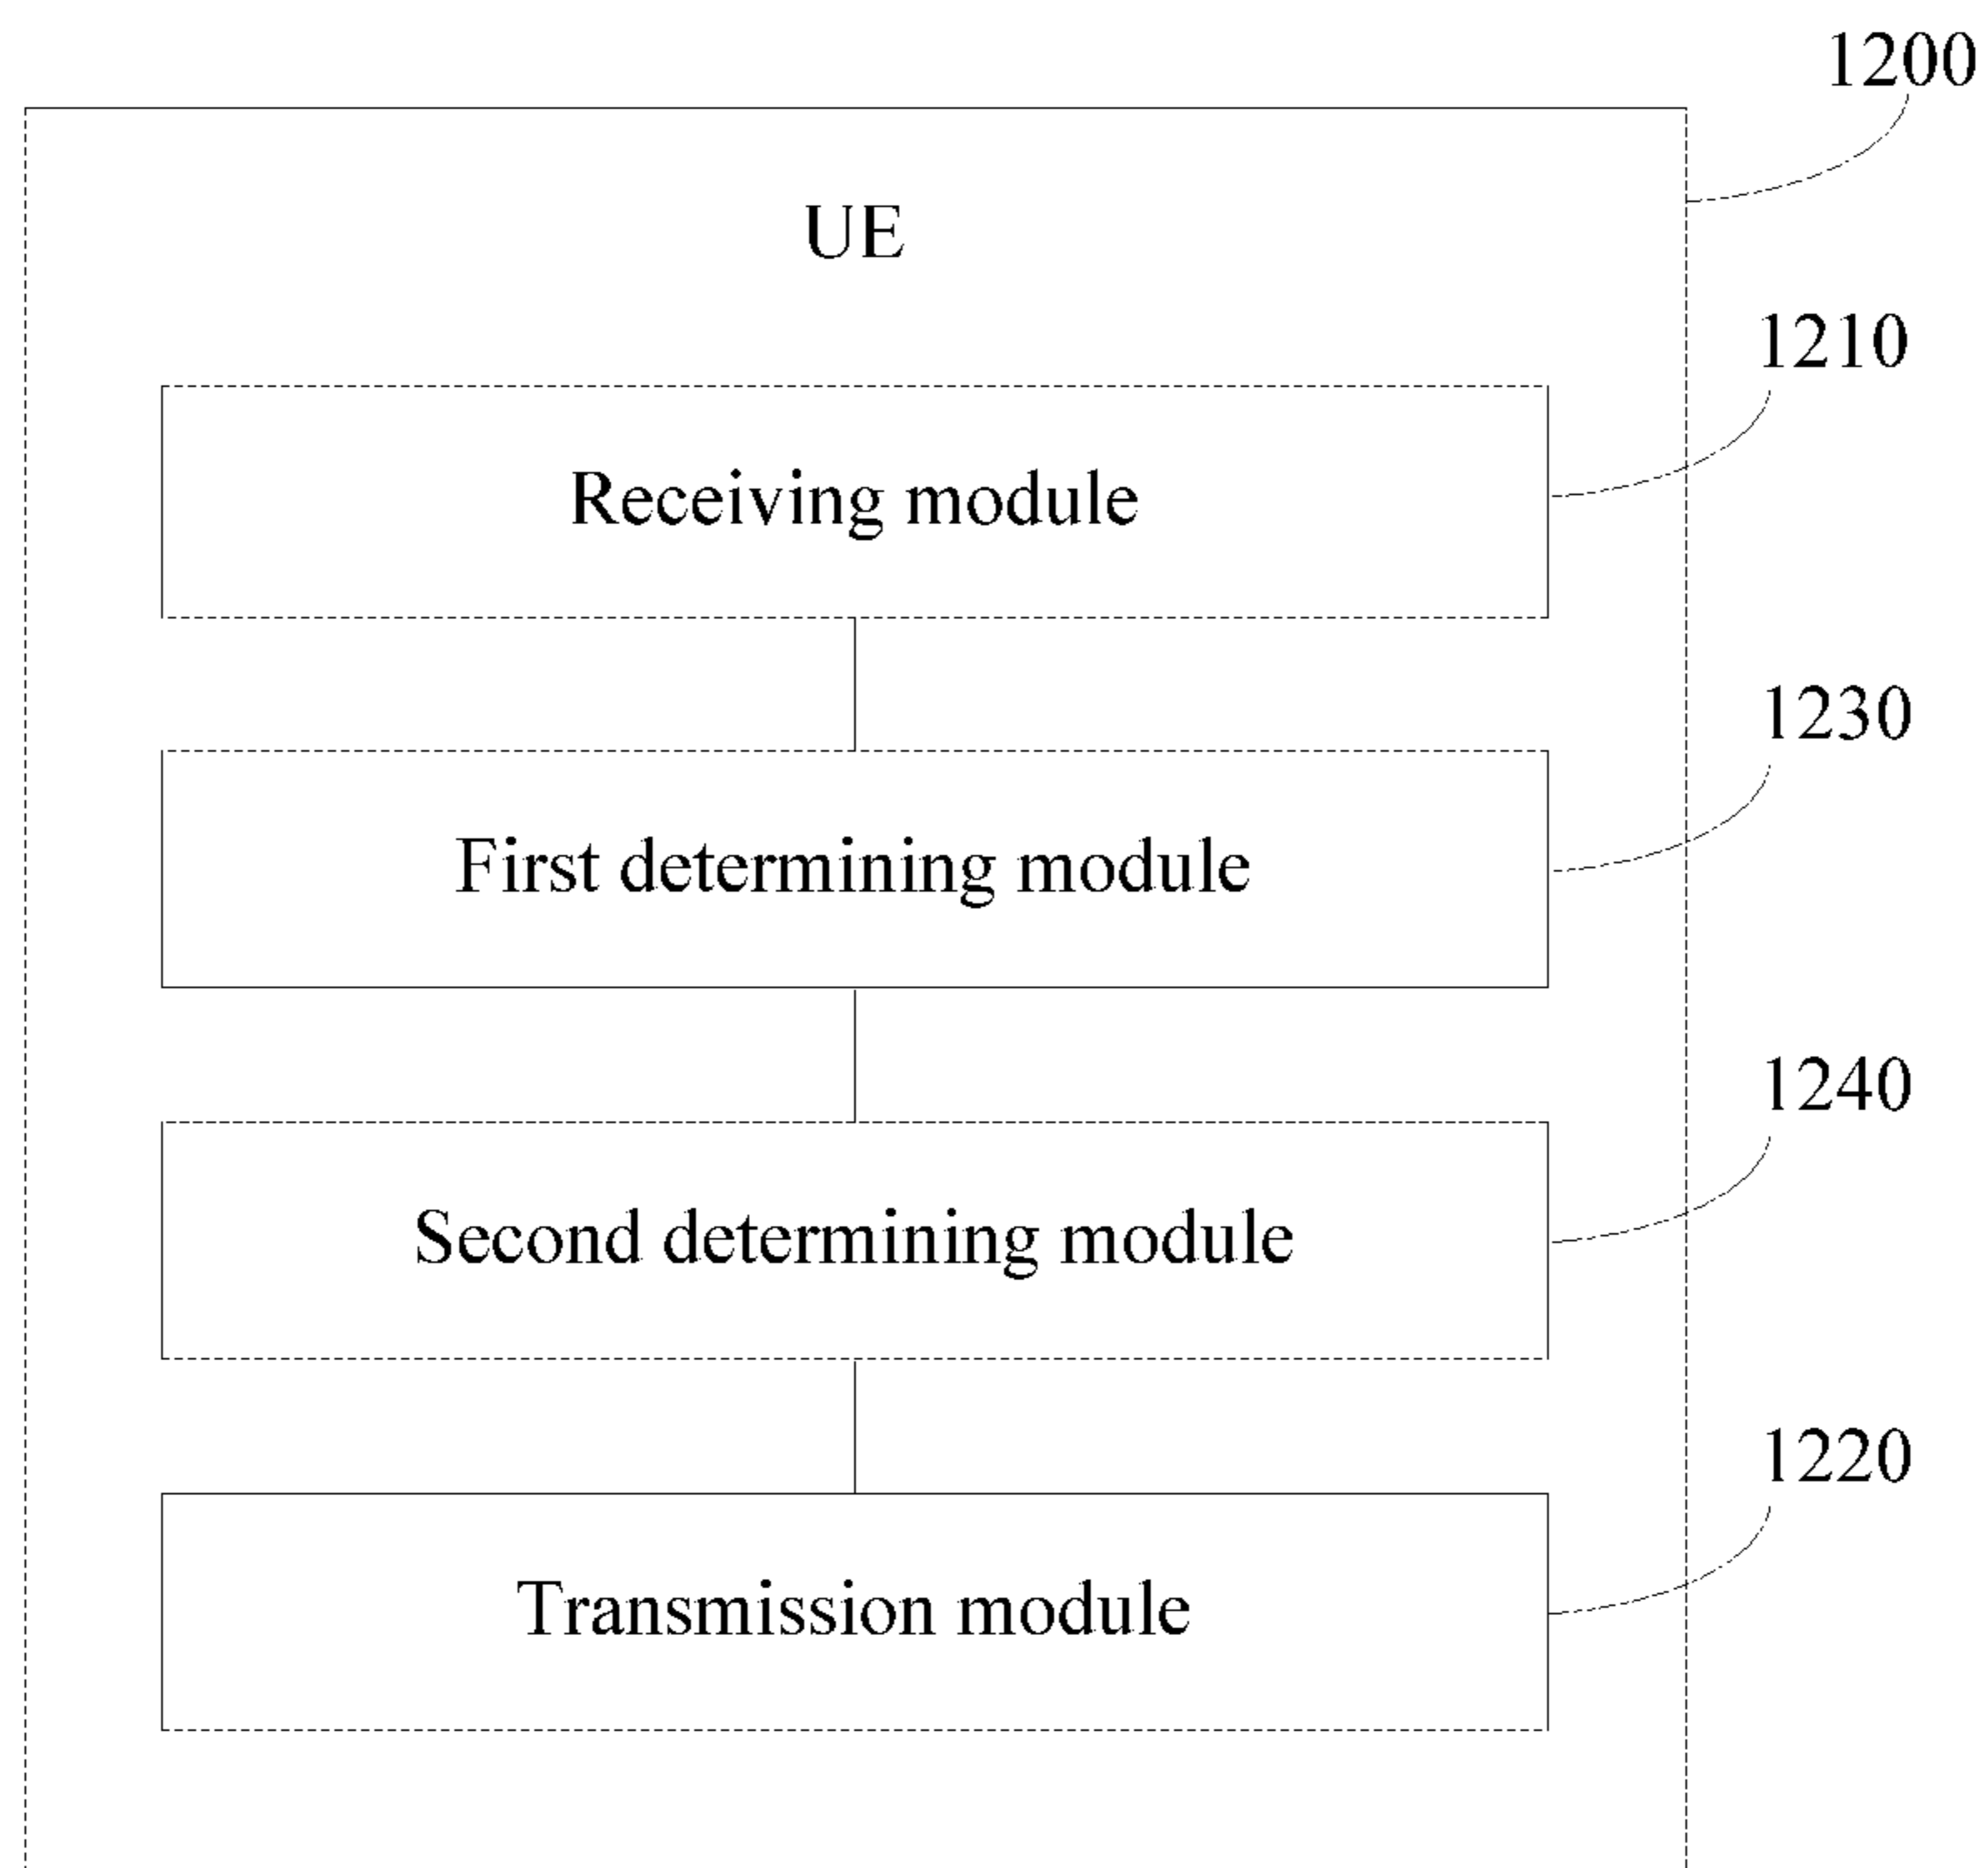 1200
UE
1210
Receiving module
1230
First determining module
1240
Second determining module
1220
Transmission module